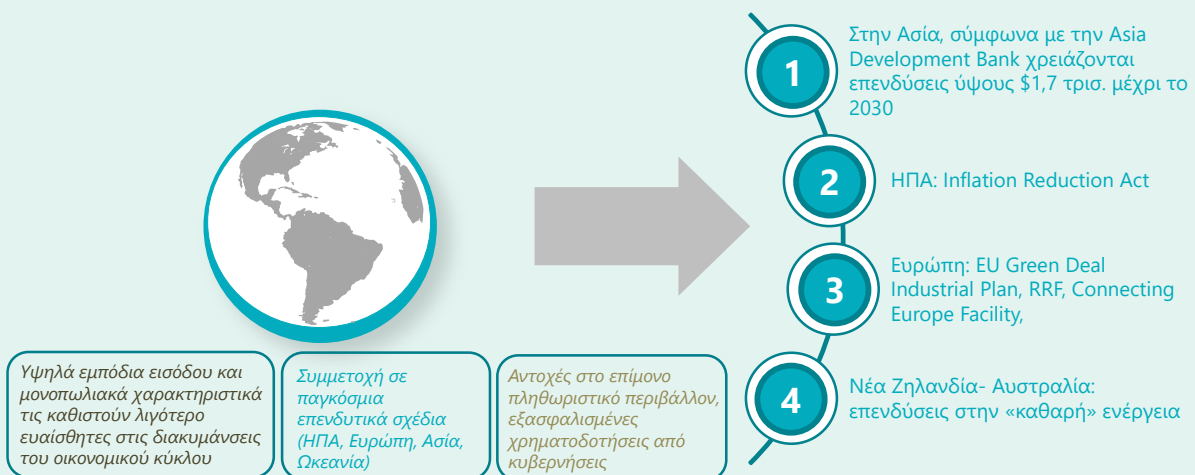 Υψηλά εμπόδια εισόδου και
μονοπωλιακά χαρακτηριστικά
τις καθιστούν λιγότερο
ευαίσθητες στις διακυμάνσεις
του οικονομικού κύκλου
Συμμετοχή σε
παγκόσμια
επενδυτικά σχέδια
(ΗΠΑ, Ευρώπη, Ασία,
Ωκεανία)
Αντοχές στο επίμονο
πληθωριστικό περιβάλλον,
εξασφαλισμένες
χρηματοδοτήσεις από
κυβερνήσεις
1
Στην Ασία, σύμφωνα με την Asia
Development Bank χρειάζονται
επενδύσεις ύψους $1,7 τρισ. μέχρι το
2030
2
ΗΠΑ: Inflation Reduction Act
3
Ευρώπη: EU Green Deal
Industrial Plan, RRF, Connecting
Europe Facility,
4
Νέα Ζηλανδία- Αυστραλία:
επενδύσεις στην «καθαρή» ενέργεια